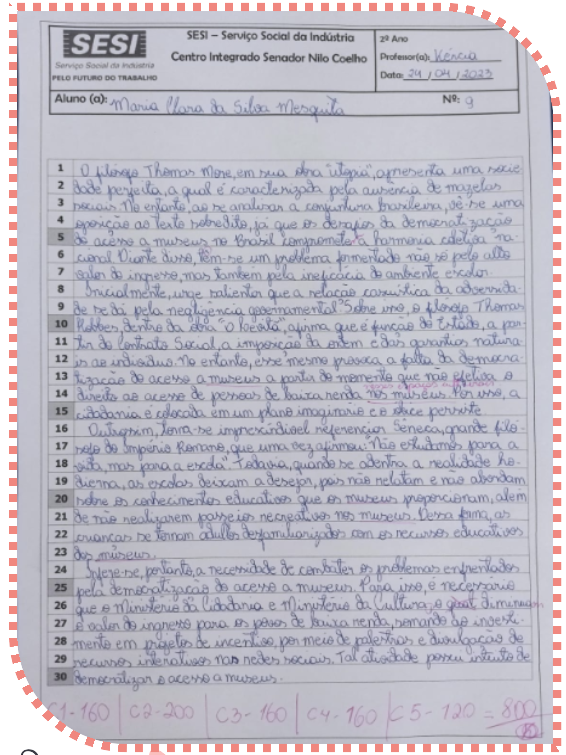 SESI
Serviço Social da Indústria
PELO FUTURO DO TRABALHO
SESI – Serviço Social da Indústria
Centro Integrado Senador Nilo Coelho
2º Ano
Professor(a): Kércia
Data: 24 / 04 / 2023
Aluno (a): Maria Clara da Silva Mesquita
Nº: 9
1 O filósofo Thomas More, em sua obra "utopia", apresenta uma socie
2 dade perfeita, a qual é caracterizada pela ausência de mazelas
3 sociais. No entanto, ao se analisar a conjuntura brasileira, vê-se uma
4 oposição ao texto sobredito, já que os desafios da democratização
5 do acesso a museus no Brasil compromete a harmonia coletiva na-
6 cional. Diante disso, têm-se um problema fomentado não só pelo alto
7 valor do ingresso, mas também pela ineficácia do ambiente escolar.
8 Inicialmente, urge salientar que a relação casuística da adversida-
9 de se dá pela negligência governamental. Sobre isso, o filósofo Thomas
10 Hobbes, dentro da obra "O Leviatã", afirma que é função do Estado, a par-
11 tir do Contrato Social, a imposição da ordem e das garantias natura-
12 is ao indivíduo. No entanto, esse mesmo provoca a falta da democra-
13 tização do acesso a museus a partir do momento que não efetiva o
14 direito ao acesso de pessoas de baixa renda nos museus. Por isso, a
15 cidadania é colocada em um plano imaginário e o óbice persiste
16 Outrossim, torna-se imprescindível referenciar Sêneca, grande filó-
17 sofo do Império Romano, que uma vez afirmou: "Não estudamos para a
18 vida, mas para a escola". Todavia, quando se adentra a realidade ho-
19 dierna, as escolas deixam a desejar, pois não relatam e não abordam
20 sobre os conhecimentos educativos que os museus proporcionam, além
21 de não realizarem passeios recreativos nos museus. Dessa forma, as
22 crianças se tornam adultos desfamiliarizados com os recursos educativos
23 dos museus.
24 Infere-se, portanto, a necessidade de combater os problemas enfrentados
25 pela democratização do acesso a museus. Para isso, é necessário
26 que o Ministério da Cidadania e Ministério da Cultura, o qual diminuam
27 o valor do ingresso para os povos de baixa renda, somando ao investi-
28 mento em projetos de incentivo, por meio de palestras e divulgação de
29 recursos interativos nas redes sociais. Tal atividade possui intuito de
30 democratizar o acesso a museus.
C1-160 | C2-200 | C3-160 | C4-160 | C5-120 = 800